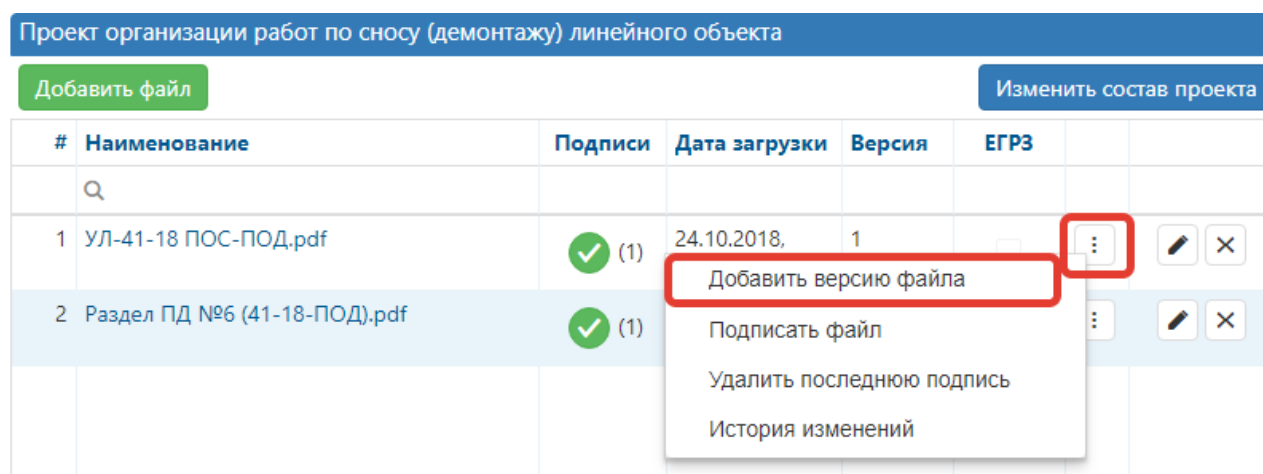 Проект организации работ по сносу (демонтажу) линейного объекта
Добавить файл
Изменить состав проекта
# Наименование Подписи Дата загрузки Версия ЕГРЗ
1 УЛ-41-18 ПОС-ПОД.pdf (1) 24.10.2018, 1
Добавить версию файла
2 Раздел ПД №6 (41-18-ПОД).pdf (1)
Подписать файл
Удалить последнюю подпись
История изменений